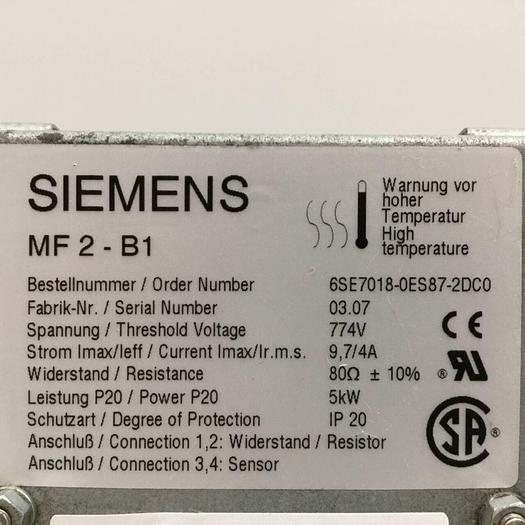 SIEMENS
MF 2 - B1
Warnung vor
hoher
Temperatur
High
temperature
Bestellnummer / Order Number 6SE7018-0ES87-2DC0
Fabrik-Nr. / Serial Number 03.07
Spannung / Threshold Voltage 774V
Strom Imax/Ieff / Current Imax/Ir.m.s. 9,7/4A
Widerstand / Resistance 80Ω ± 10%
Leistung P20 / Power P20 5kW
Schutzart / Degree of Protection IP 20
Anschluß / Connection 1,2: Widerstand / Resistor
Anschluß / Connection 3,4: Sensor
CE
RU ®
SA ®